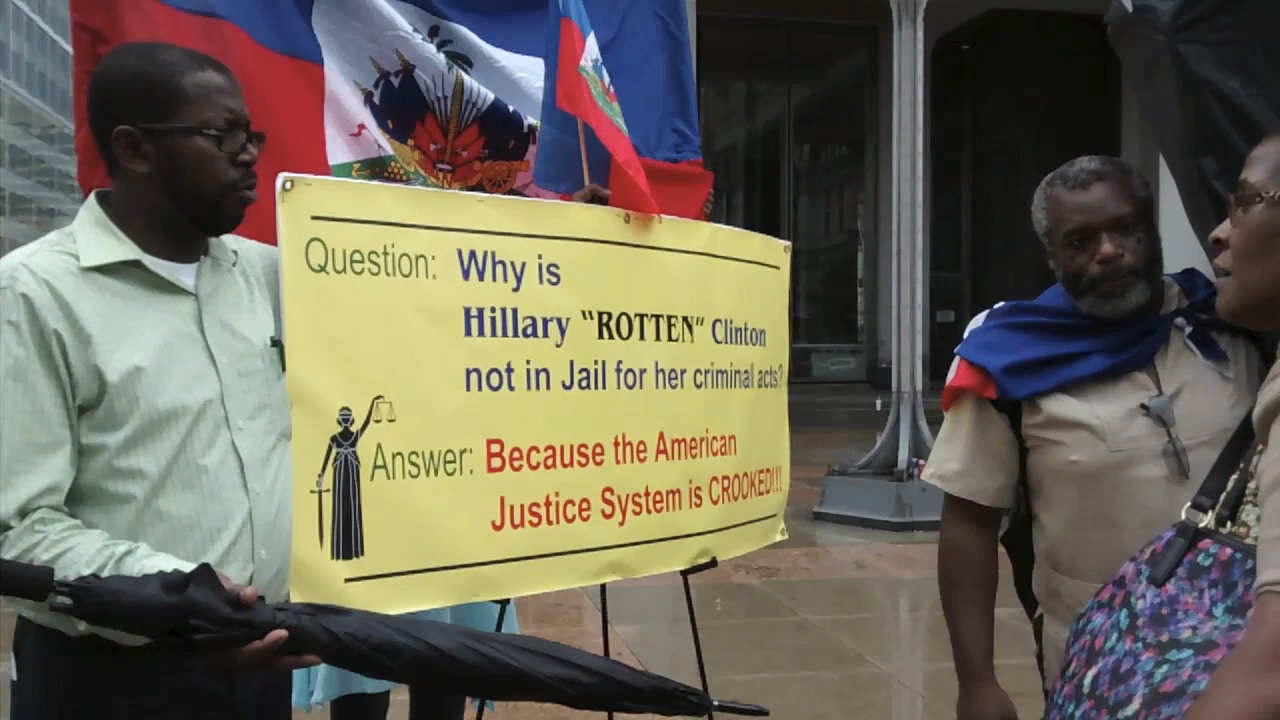 Question: Why is
Hillary "ROTTEN" Clinton
not in Jail for her criminal acts?
Answer: Because the American
Justice System is CROOKED!!!